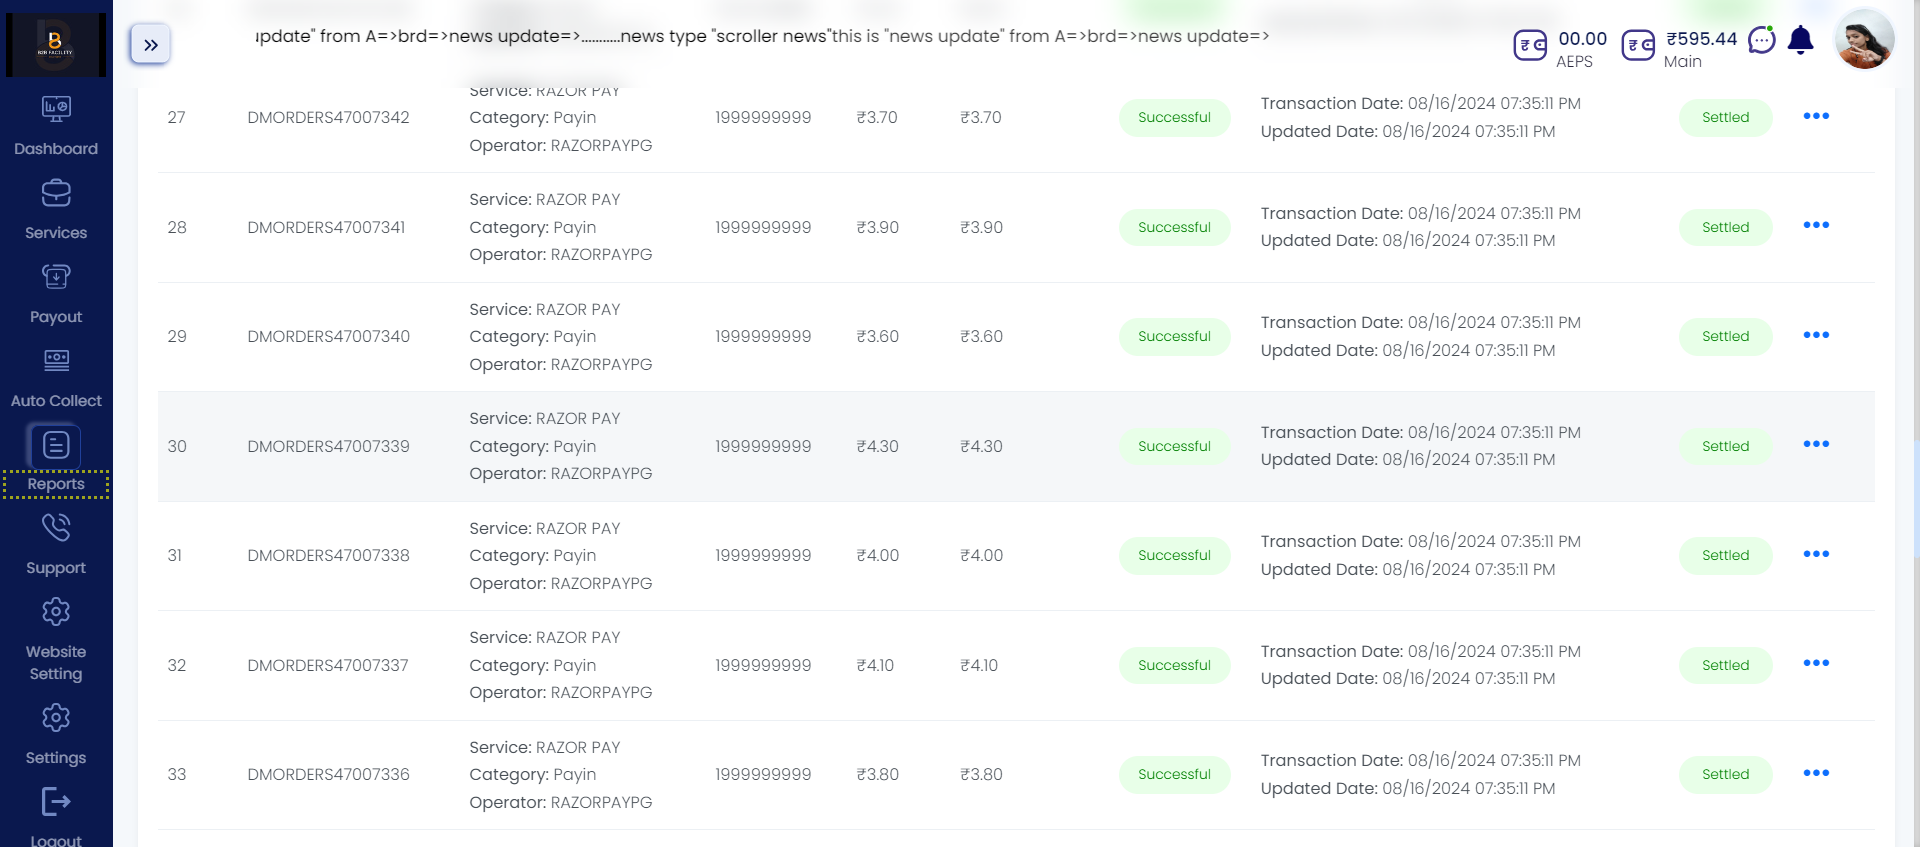 B2B FACILITY
update" from A=>brd=>news update=>...........news type "scroller news"this is "news update" from A=>brd=>news update=>
00.00
AEPS
₹595.44
Main
Dashboard
Services
Payout
Auto Collect
Reports
Support
Website
Setting
Settings
Logout
27 DMORDERS47007342 Service: RAZOR PAY
Category: Payin
Operator: RAZORPAYPG
1999999999 ₹3.70 ₹3.70 Successful
Transaction Date: 08/16/2024 07:35:11 PM
Updated Date: 08/16/2024 07:35:11 PM
Settled
28 DMORDERS47007341 Service: RAZOR PAY
Category: Payin
Operator: RAZORPAYPG
1999999999 ₹3.90 ₹3.90 Successful
Transaction Date: 08/16/2024 07:35:11 PM
Updated Date: 08/16/2024 07:35:11 PM
Settled
29 DMORDERS47007340 Service: RAZOR PAY
Category: Payin
Operator: RAZORPAYPG
1999999999 ₹3.60 ₹3.60 Successful
Transaction Date: 08/16/2024 07:35:11 PM
Updated Date: 08/16/2024 07:35:11 PM
Settled
30 DMORDERS47007339 Service: RAZOR PAY
Category: Payin
Operator: RAZORPAYPG
1999999999 ₹4.30 ₹4.30 Successful
Transaction Date: 08/16/2024 07:35:11 PM
Updated Date: 08/16/2024 07:35:11 PM
Settled
31 DMORDERS47007338 Service: RAZOR PAY
Category: Payin
Operator: RAZORPAYPG
1999999999 ₹4.00 ₹4.00 Successful
Transaction Date: 08/16/2024 07:35:11 PM
Updated Date: 08/16/2024 07:35:11 PM
Settled
32 DMORDERS47007337 Service: RAZOR PAY
Category: Payin
Operator: RAZORPAYPG
1999999999 ₹4.10 ₹4.10 Successful
Transaction Date: 08/16/2024 07:35:11 PM
Updated Date: 08/16/2024 07:35:11 PM
Settled
33 DMORDERS47007336 Service: RAZOR PAY
Category: Payin
Operator: RAZORPAYPG
1999999999 ₹3.80 ₹3.80 Successful
Transaction Date: 08/16/2024 07:35:11 PM
Updated Date: 08/16/2024 07:35:11 PM
Settled